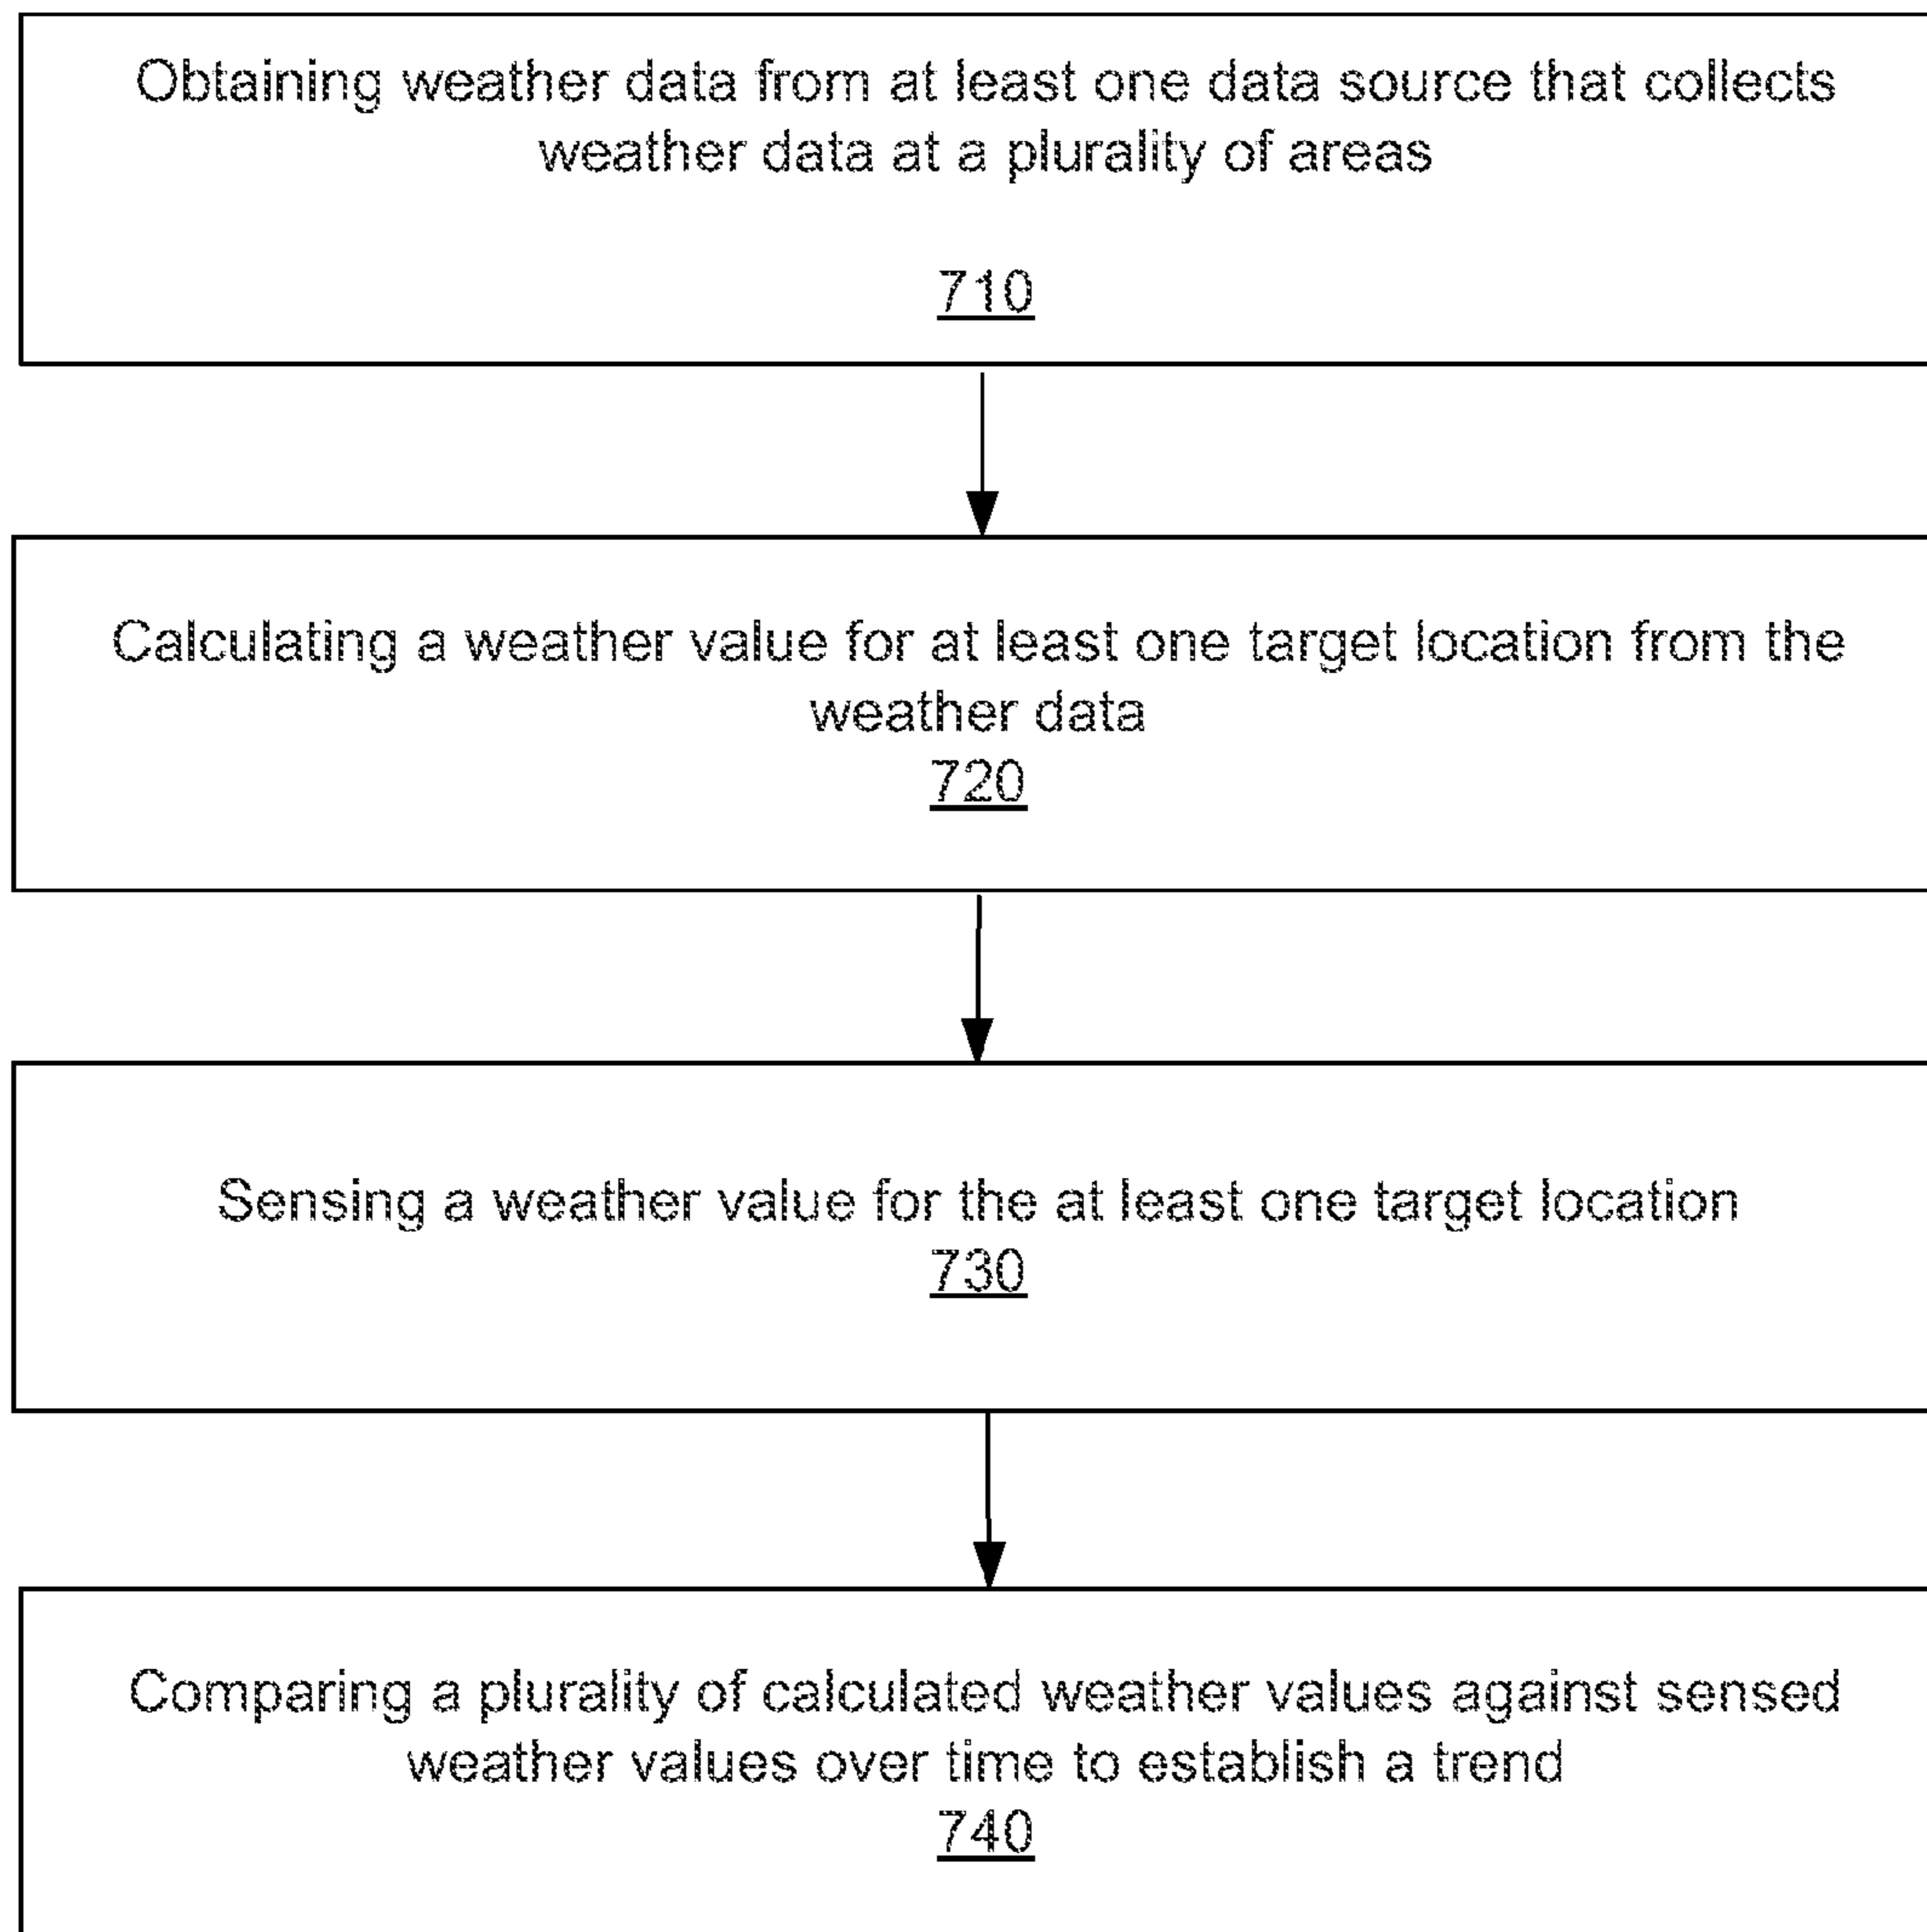 Obtaining weather data from at least one data source that collects
weather data at a plurality of areas
710
Calculating a weather value for at least one target location from the
weather data
720
Sensing a weather value for the at least one target location
730
Comparing a plurality of calculated weather values against sensed
weather values over time to establish a trend
740